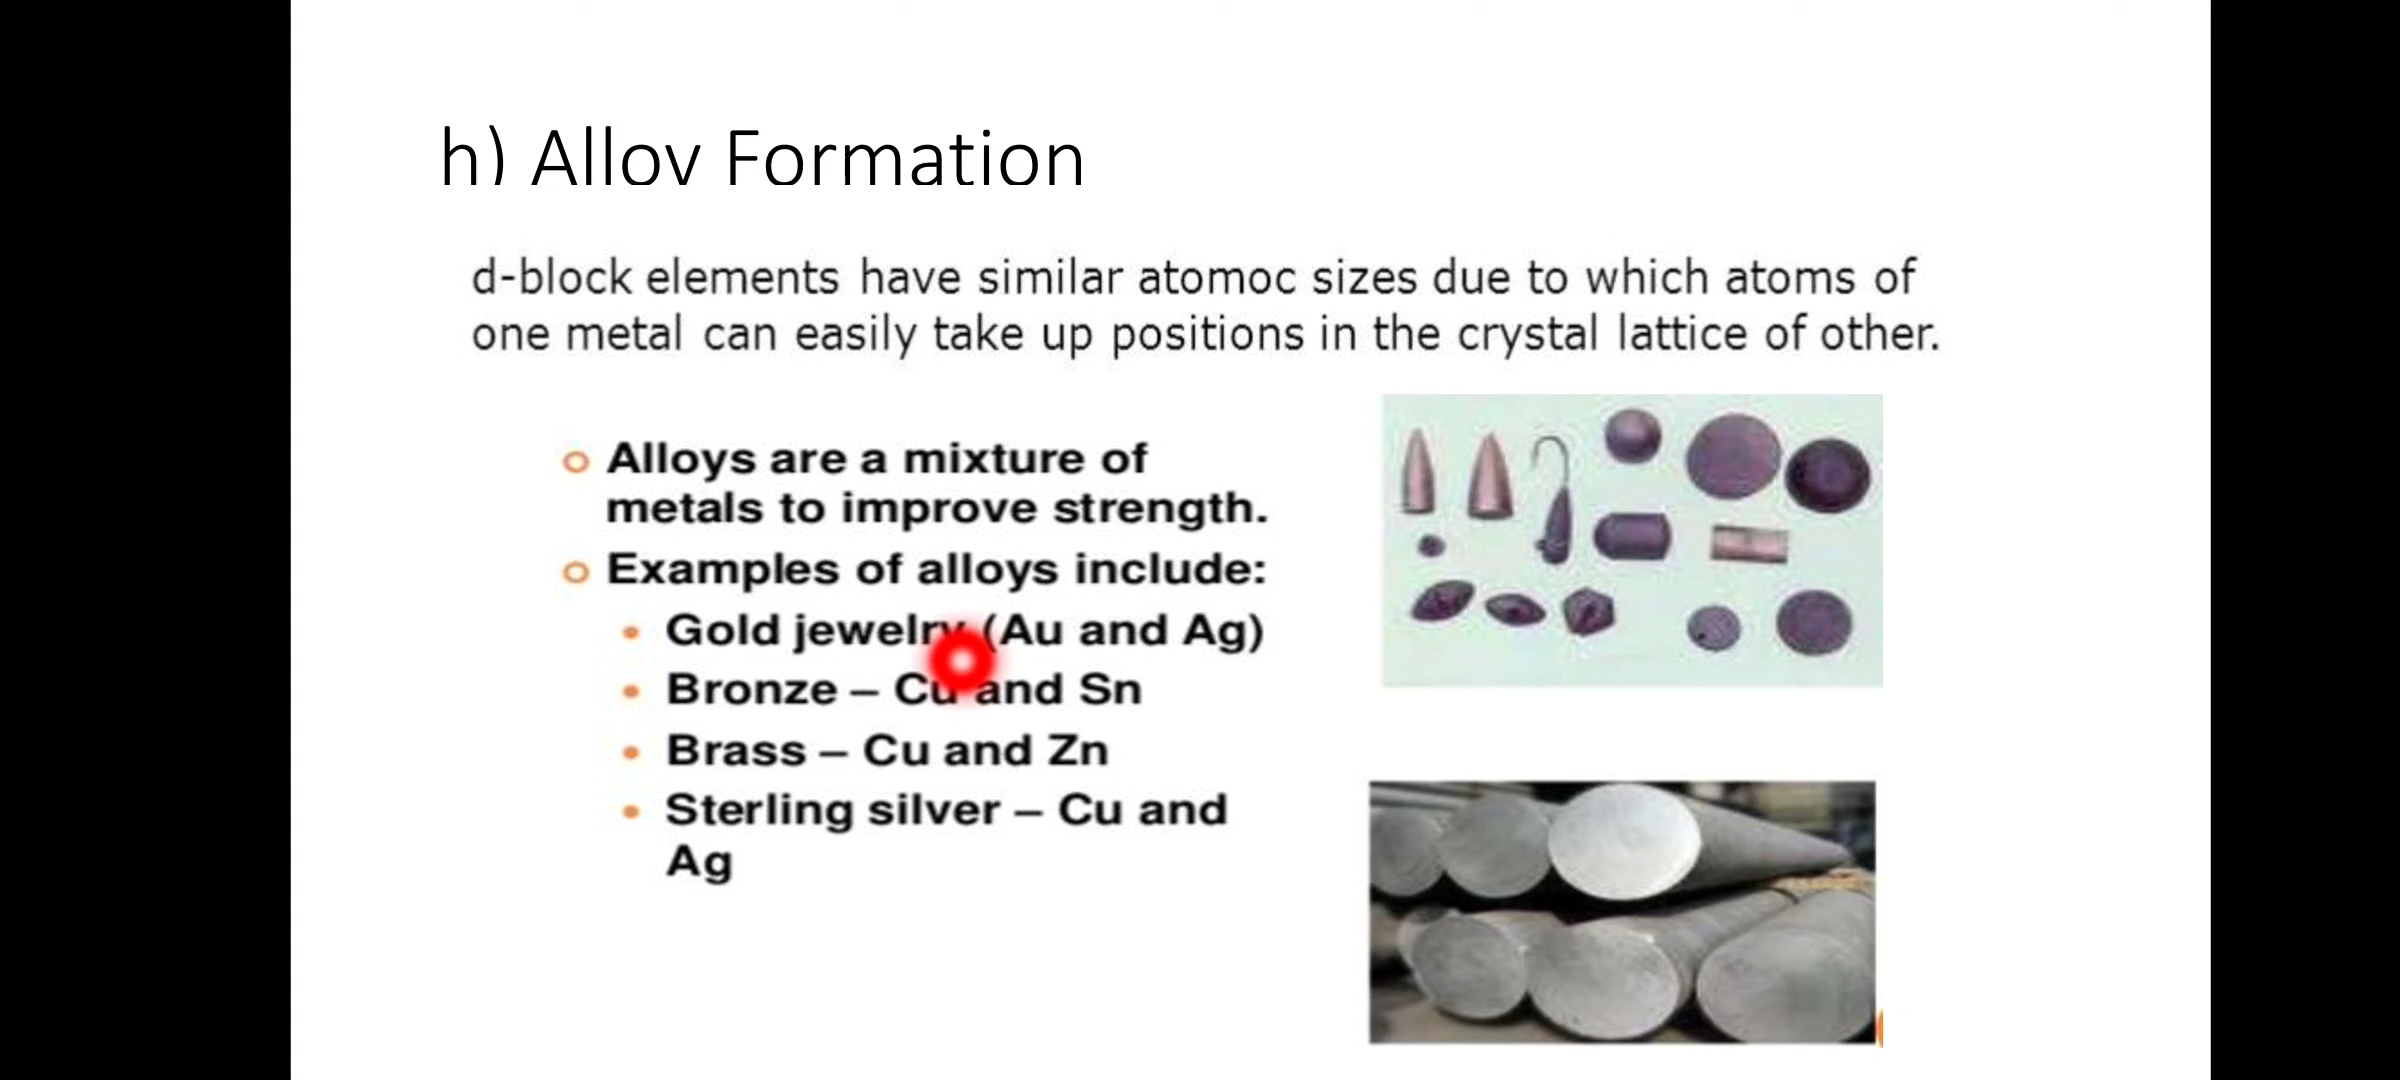 h) Alloy Formation
d-block elements have similar atomoc sizes due to which atoms of
one metal can easily take up positions in the crystal lattice of other.
Alloys are a mixture of
metals to improve strength.
Examples of alloys include:
Gold jewelry (Au and Ag)
Bronze – Cu and Sn
Brass – Cu and Zn
Sterling silver – Cu and
Ag